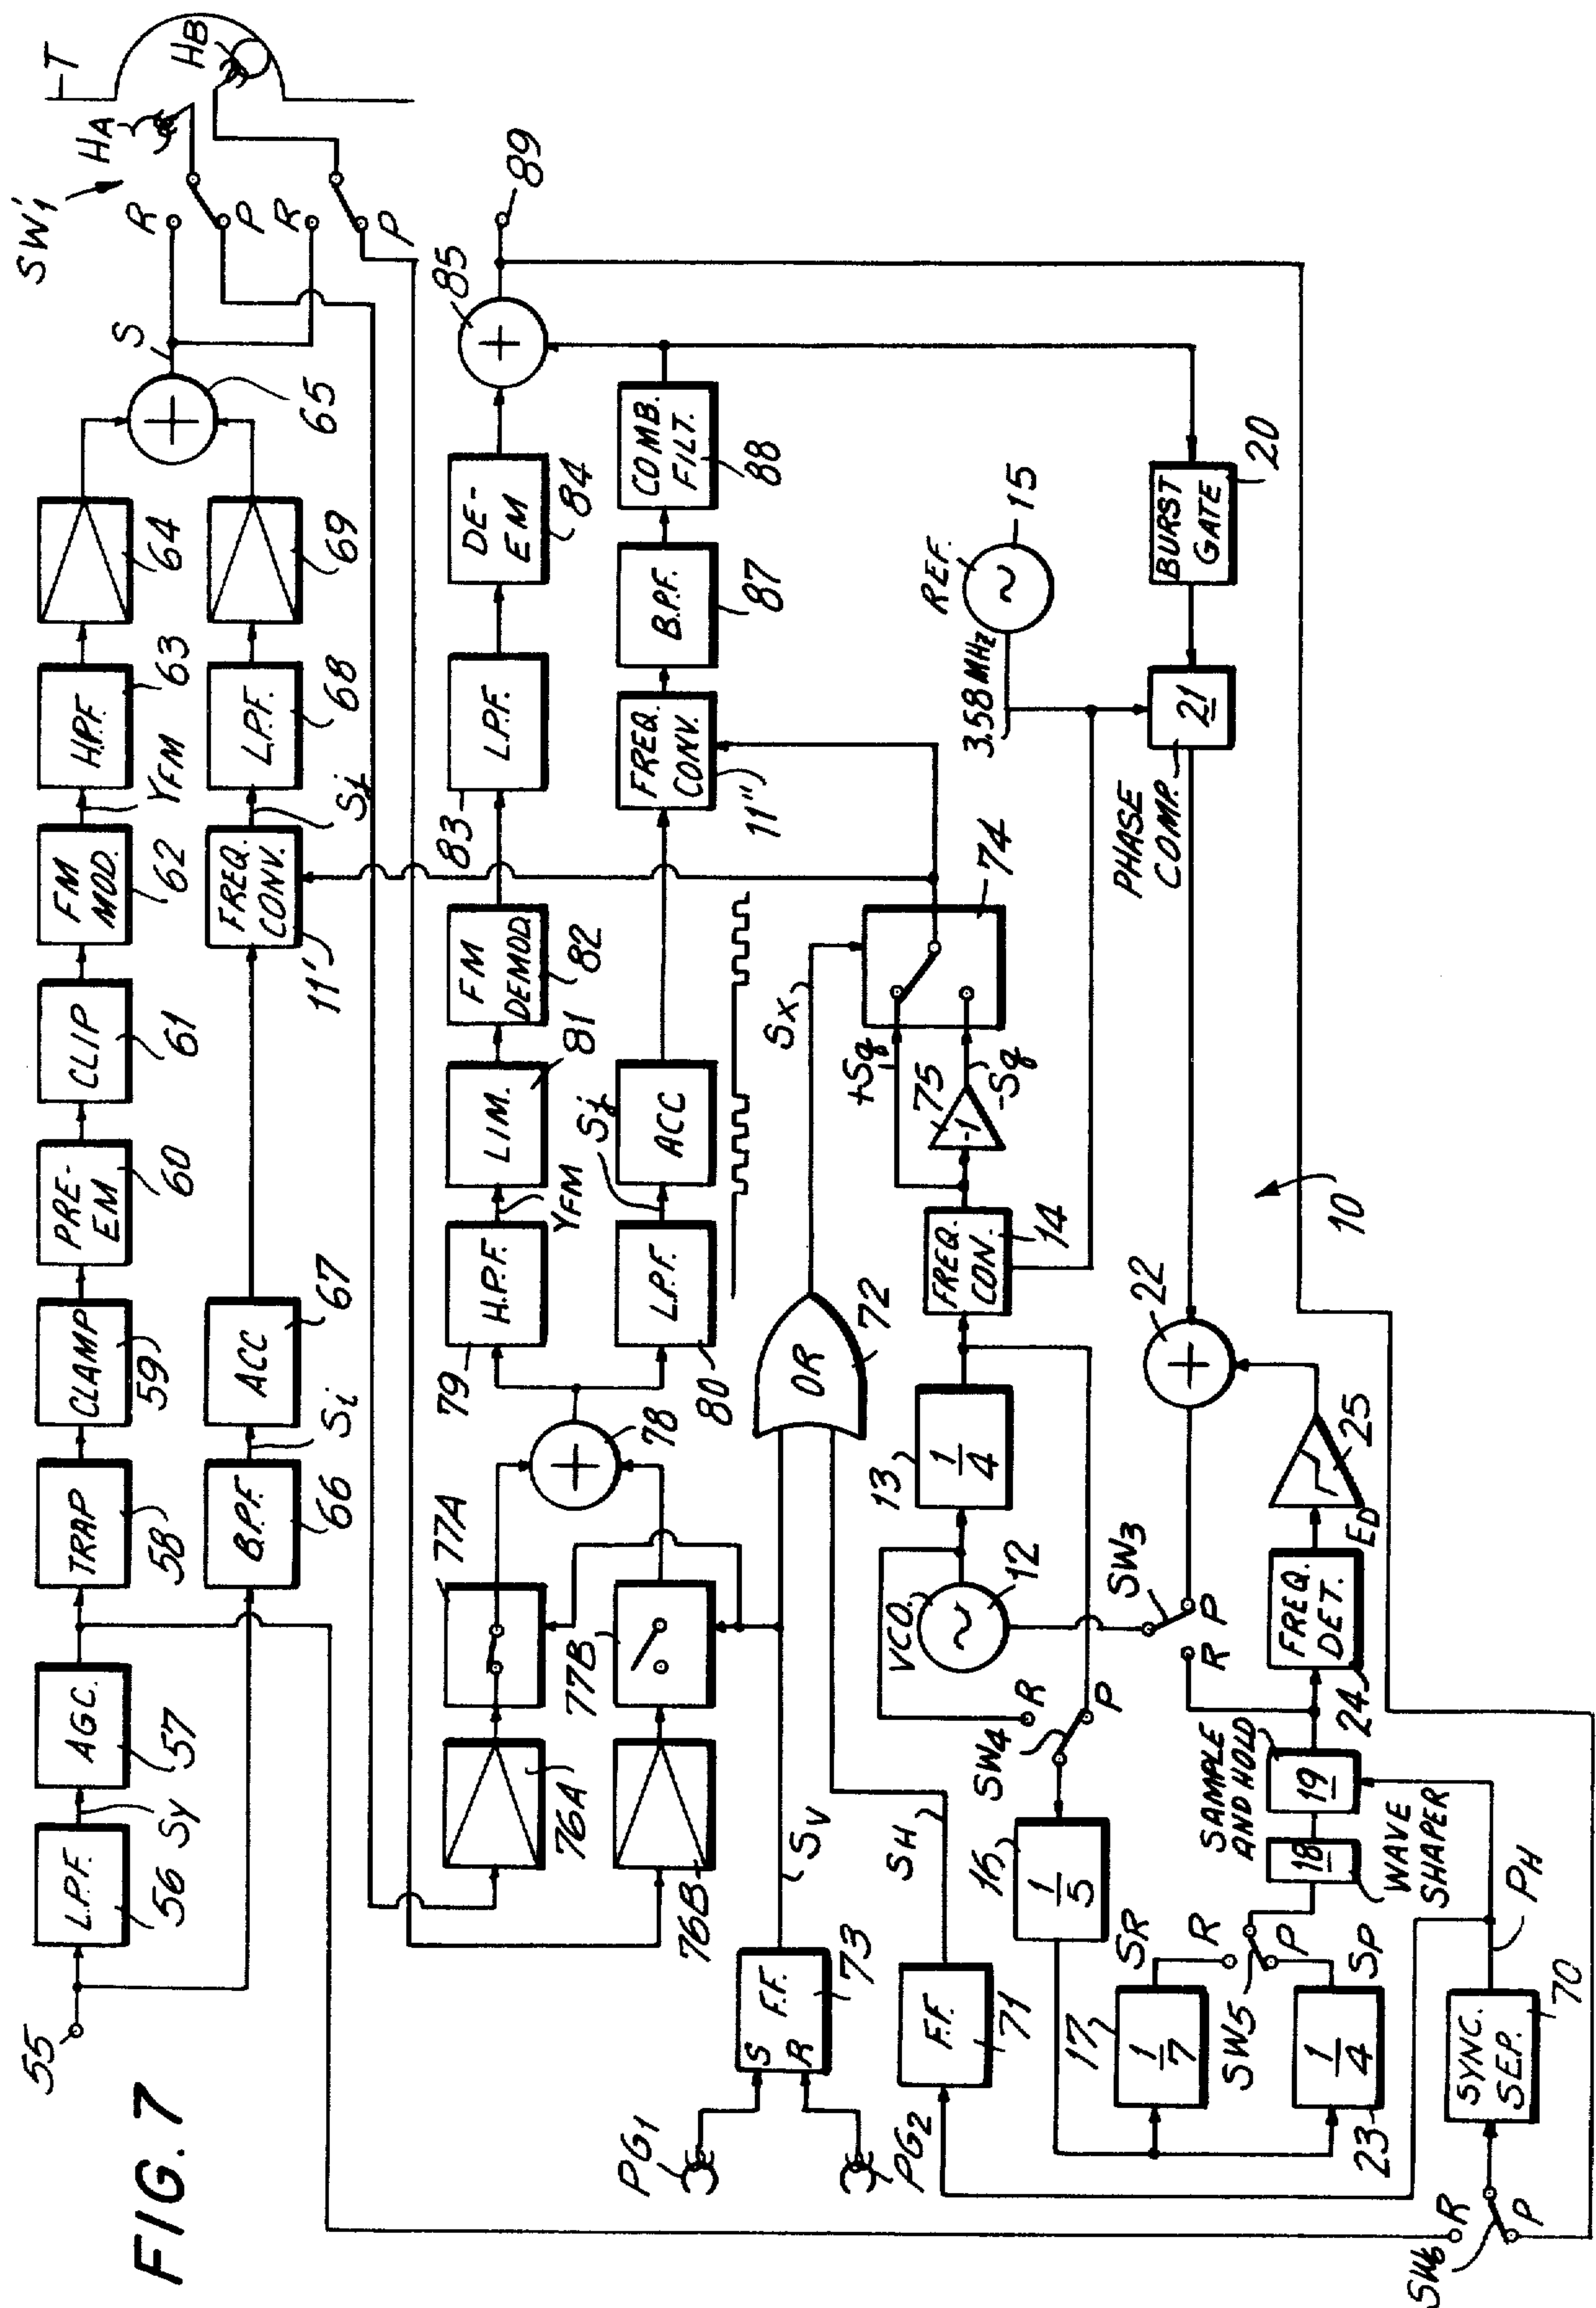 FIG. 7
55
L.P.F.
56
Sy
AGC.
57
TRAP
58
CLAMP
59
PRE-
EM
60
CLIP
61
FM
MOD.
62
YFM
H.P.F.
63
64
S
65
B.P.F.
66
Si
ACC
67
FREQ.
CONV.
11'
Sj
L.P.F.
68
69
SW'1
R
P
R
P
HA
T
HB
76A
77A
76B
77B
78
79
H.P.F.
YFM
LIM.
81
FM
DEMOD.
82
83
L.P.F.
DE-
EM
84
85
89
80
L.P.F.
Sj
ACC
FREQ.
CONV.
11"
B.P.F.
87
COMB.
FILT.
88
PG1
PG2
S
R
F.F.
73
SV
F.F.
71
SH
OR
72
SX
74
+Sq
75
-1
-Sq
VCO.
12
13
1/4
FREQ.
CON.
14
3.58 MHz
REF.
15
SW4
R
P
16
1/5
17
1/7
SR
R
SW5
P
1/4
23
SP
18
WAVE
SHAPER
SAMPLE
AND HOLD
19
R
P
SW3
24
FREQ.
DET.
ED
25
22
PHASE
COMP.
21
BURST
GATE
20
10
SW6
R
P
SYNC.
SEP.
70
PH